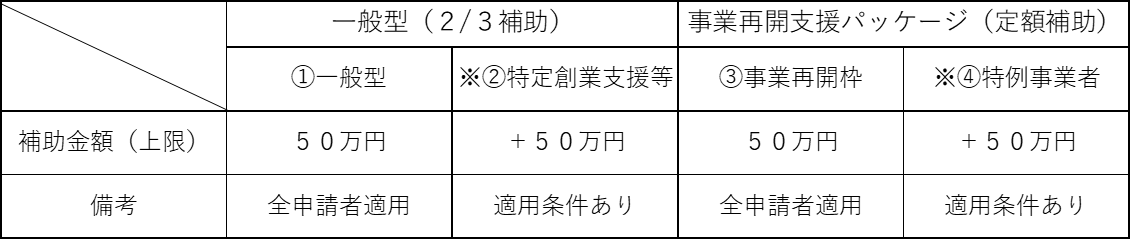 一般型（２/３補助） 事業再開支援パッケージ（定額補助）
①一般型 ※②特定創業支援等 ③事業再開枠 ※④特例事業者
補助金額（上限） ５０万円 ＋５０万円 ５０万円 ＋５０万円
備考 全申請者適用 適用条件あり 全申請者適用 適用条件あり